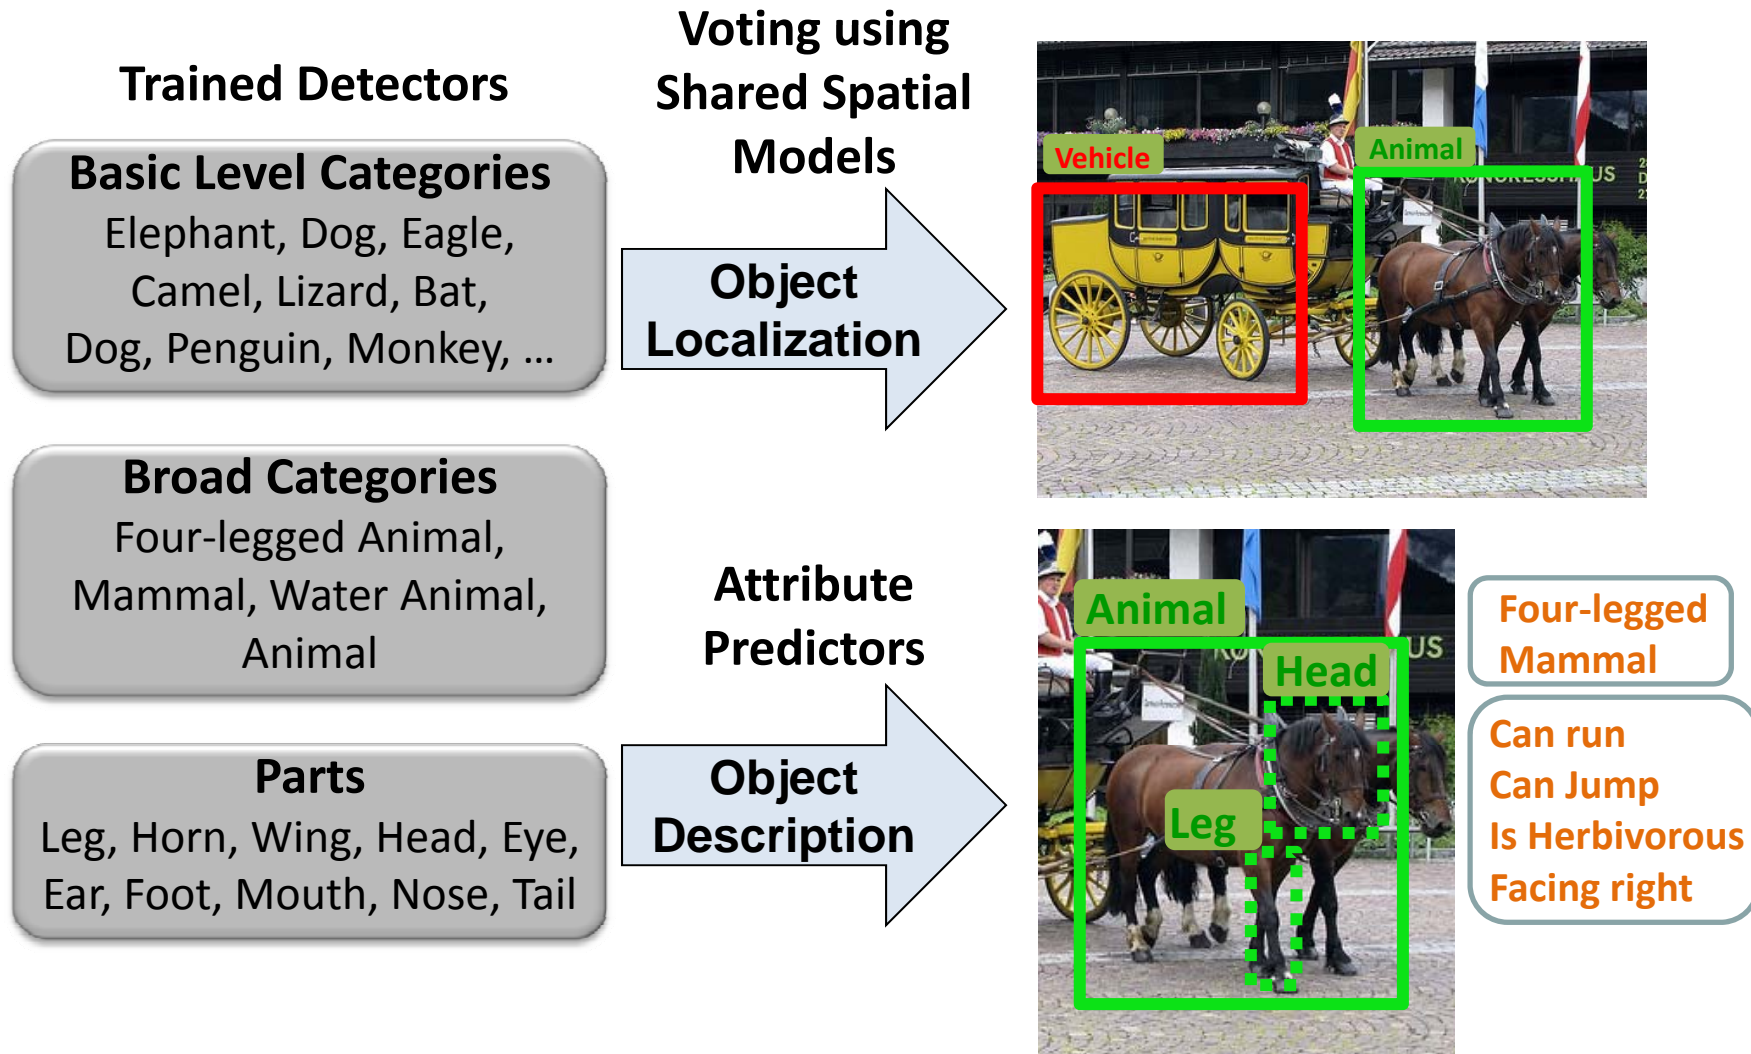 Trained Detectors
Basic Level Categories
Elephant, Dog, Eagle,
Camel, Lizard, Bat,
Dog, Penguin, Monkey, ...
Broad Categories
Four-legged Animal,
Mammal, Water Animal,
Animal
Parts
Leg, Horn, Wing, Head, Eye,
Ear, Foot, Mouth, Nose, Tail
Voting using
Shared Spatial
Models
Object
Localization
Attribute
Predictors
Object
Description
Vehicle
Animal
Animal
Head
Leg
US
Four-legged
Mammal
Can run
Can Jump
Is Herbivorous
Facing right